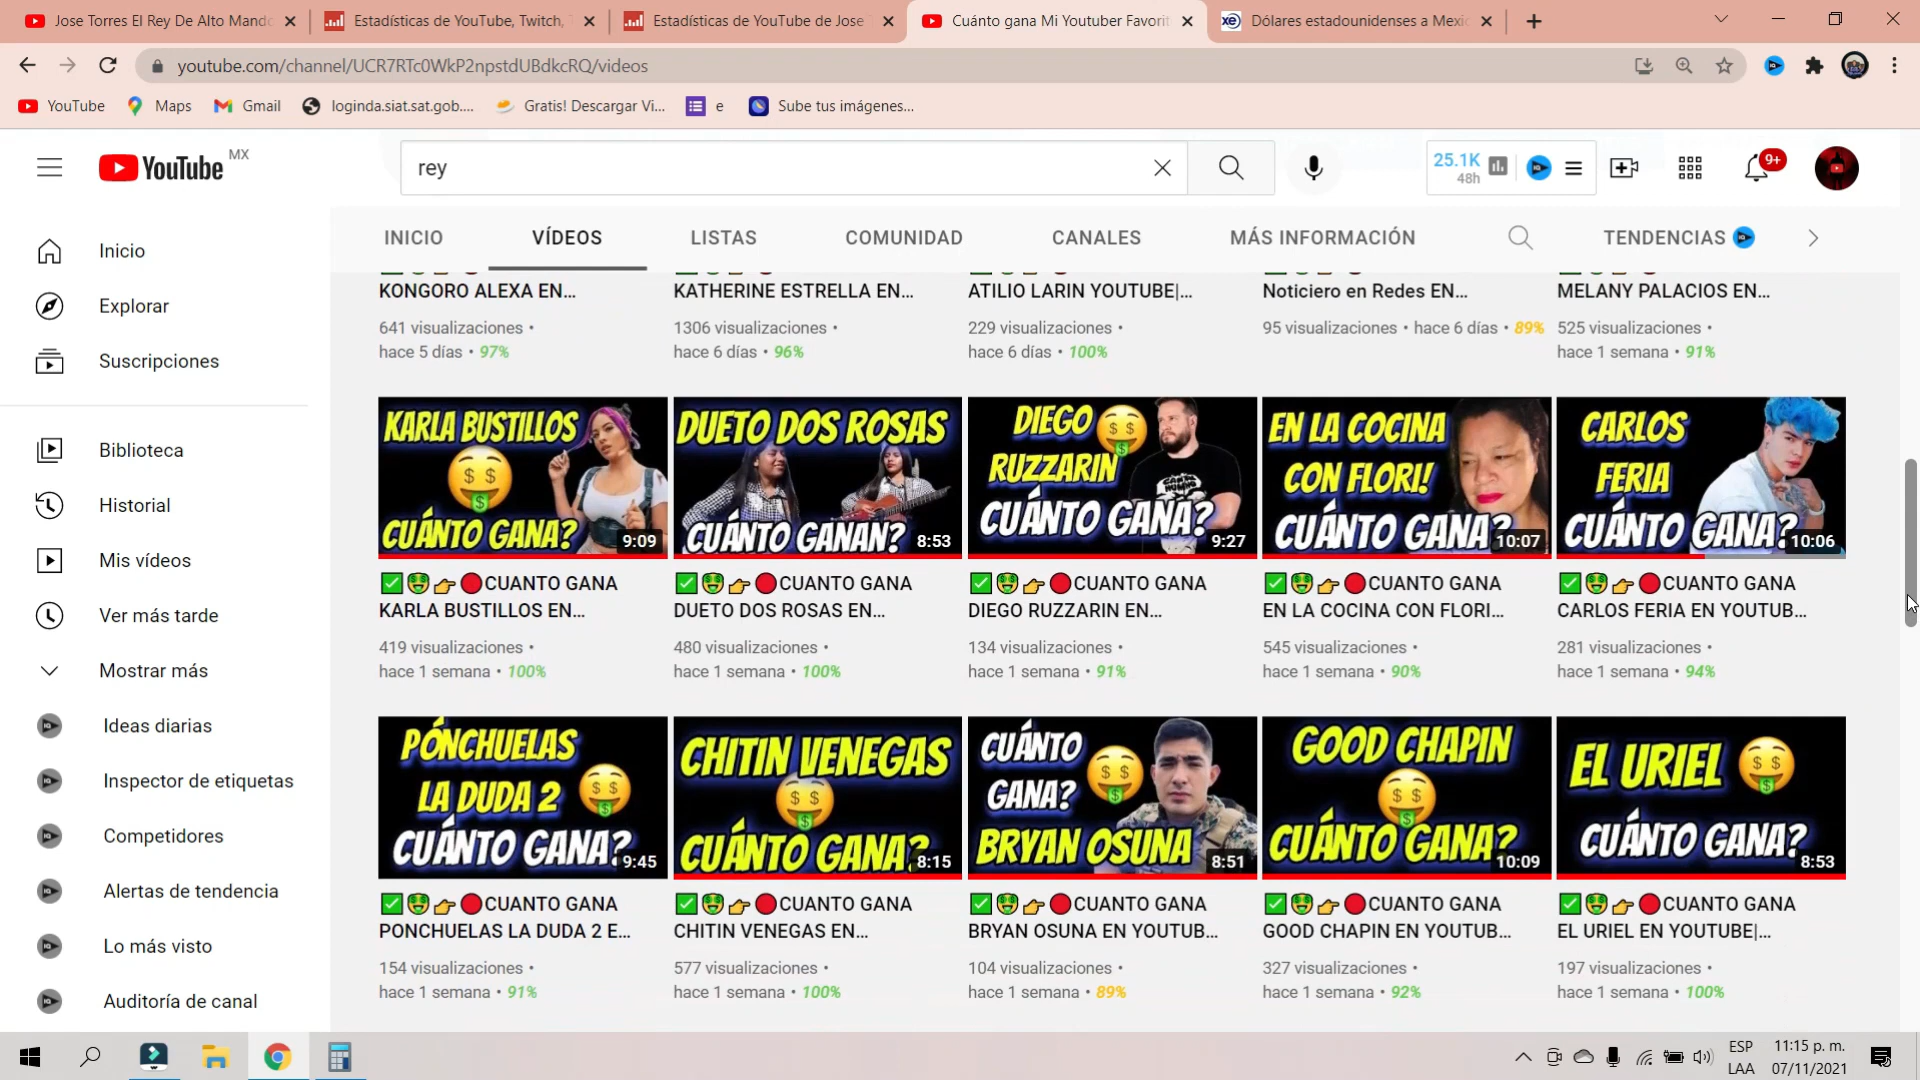 Jose Torres El Rey De Alto Mando
Estadísticas de YouTube, Twitch,
Estadísticas de YouTube de Jose
Cuánto gana Mi Youtuber Favorit
Dólares estadounidenses a Mexic
youtube.com/channel/UCR7RTc0WkP2npstdUBdkcRQ/videos
YouTube
Maps
Gmail
loginda.siat.sat.gob....
Gratis! Descargar Vi...
e
Sube tus imágenes...
YouTube MX
rey
25.1K
48h
9+
INICIO
VÍDEOS
LISTAS
COMUNIDAD
CANALES
MÁS INFORMACIÓN
TENDENCIAS
Inicio
Explorar
Suscripciones
Biblioteca
Historial
Mis vídeos
Ver más tarde
Mostrar más
Ideas diarias
Inspector de etiquetas
Competidores
Alertas de tendencia
Lo más visto
Auditoría de canal
KONGORO ALEXA EN...
641 visualizaciones •
hace 5 días • 97%
KATHERINE ESTRELLA EN...
1306 visualizaciones •
hace 6 días • 96%
ATILIO LARIN YOUTUBE|...
229 visualizaciones •
hace 6 días • 100%
Noticiero en Redes EN...
95 visualizaciones • hace 6 días • 89%
MELANY PALACIOS EN...
525 visualizaciones •
hace 1 semana • 91%
KARLA BUSTILLOS
CUÁNTO GANA?
9:09
✅🤑👉🔴CUANTO GANA
KARLA BUSTILLOS EN...
419 visualizaciones •
hace 1 semana • 100%
DUETO DOS ROSAS
CUÁNTO GANAN?
8:53
✅🤑👉🔴CUANTO GANA
DUETO DOS ROSAS EN...
480 visualizaciones •
hace 1 semana • 100%
DIEGO
RUZZARIN
CUÁNTO GANA?
9:27
✅🤑👉🔴CUANTO GANA
DIEGO RUZZARIN EN...
134 visualizaciones •
hace 1 semana • 91%
EN LA COCINA
CON FLORI!
CUÁNTO GANA?
10:07
✅🤑👉🔴CUANTO GANA
EN LA COCINA CON FLORI...
545 visualizaciones •
hace 1 semana • 90%
CARLOS
FERIA
CUÁNTO GANA?
10:06
✅🤑👉🔴CUANTO GANA
CARLOS FERIA EN YOUTUB...
281 visualizaciones •
hace 1 semana • 94%
PÓNCHUELAS
LA DUDA 2
CUÁNTO GANA?
9:45
✅🤑👉🔴CUANTO GANA
PONCHUELAS LA DUDA 2 E...
154 visualizaciones •
hace 1 semana • 91%
CHITIN VENEGAS
CUÁNTO GANA?
8:15
✅🤑👉🔴CUANTO GANA
CHITIN VENEGAS EN...
577 visualizaciones •
hace 1 semana • 100%
CUÁNTO
GANA?
BRYAN OSUNA
8:51
✅🤑👉🔴CUANTO GANA
BRYAN OSUNA EN YOUTUB...
104 visualizaciones •
hace 1 semana • 89%
GOOD CHAPIN
CUÁNTO GANA?
10:09
✅🤑👉🔴CUANTO GANA
GOOD CHAPIN EN YOUTUB...
327 visualizaciones •
hace 1 semana • 92%
EL URIEL
CUÁNTO GANA?
8:53
✅🤑👉🔴CUANTO GANA
EL URIEL EN YOUTUBE|...
197 visualizaciones •
hace 1 semana • 100%
ESP
LAA
11:15 p. m.
07/11/2021